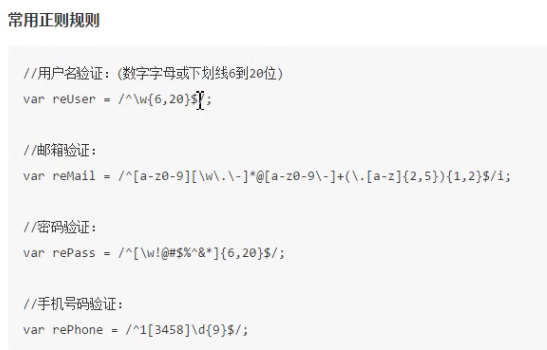 常用正则规则
//用户名验证：(数字字母或下划线6到20位)
var reUser = /^\w{6,20}$/;
//邮箱验证：
var reMail = /^[a-z0-9][\w\.\-]*@[a-z0-9\-]+(\.[a-z]{2,5}){1,2}$/i;
//密码验证：
var rePass = /^[\w!@#$%^&*]{6,20}$/;
//手机号码验证：
var rePhone = /^1[3458]\d{9}$/;